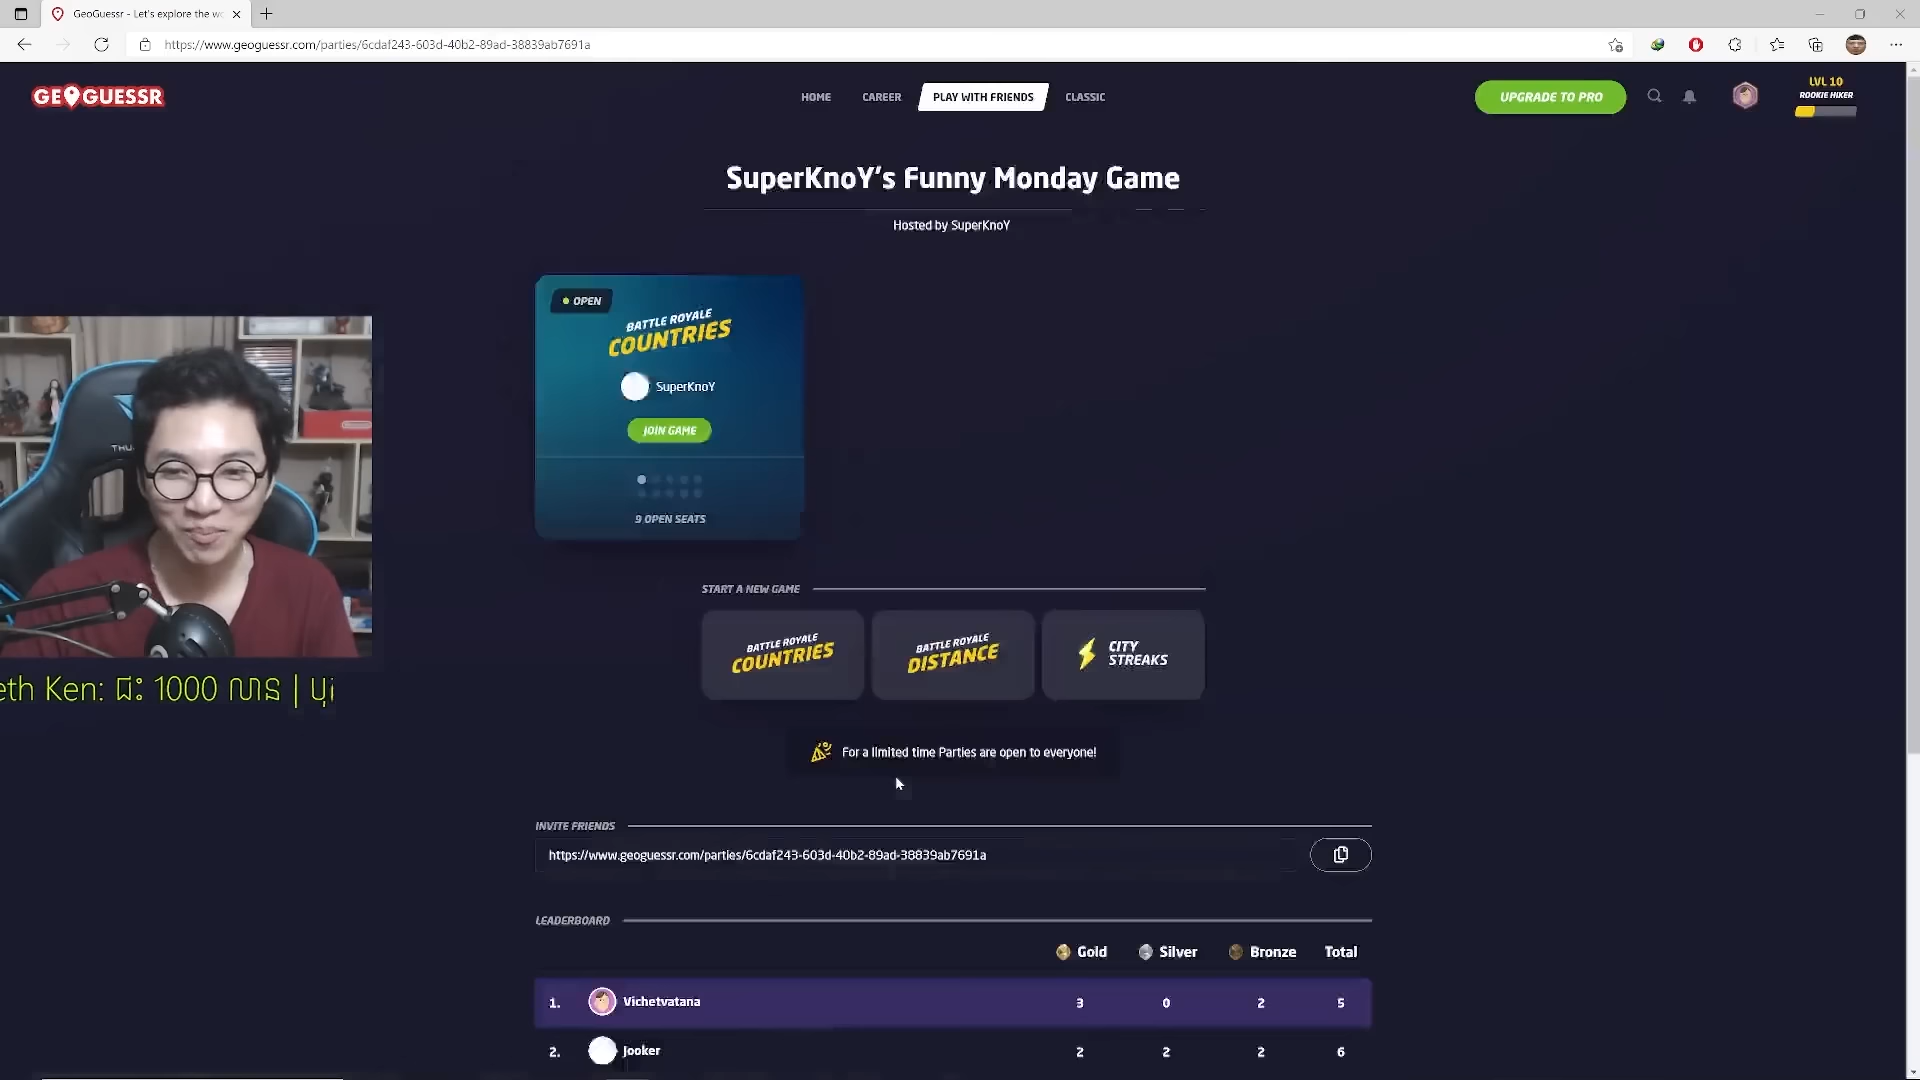 GeoGuessr - Let's explore the w
https://www.geoguessr.com/parties/6cdaf243-603d-40b2-89ad-38839ab7691a
GEOGUESSR
HOME
CAREER
PLAY WITH FRIENDS
CLASSIC
UPGRADE TO PRO
LVL 10
ROOKIE HIKER
SuperKnoY's Funny Monday Game
Hosted by SuperKnoY
OPEN
BATTLE ROYALE
COUNTRIES
SuperKnoY
JOIN GAME
9 OPEN SEATS
START A NEW GAME
BATTLE ROYALE
COUNTRIES
BATTLE ROYALE
DISTANCE
CITY
STREAKS
eth Ken: ជះ 1000 លាន | ប៉ុ
For a limited time Parties are open to everyone!
INVITE FRIENDS
https://www.geoguessr.com/parties/6cdaf243-603d-40b2-89ad-38839ab7691a
LEADERBOARD
Gold Silver Bronze Total
1. Vichetvatana 3 0 2 5
2. Jooker 2 2 2 6